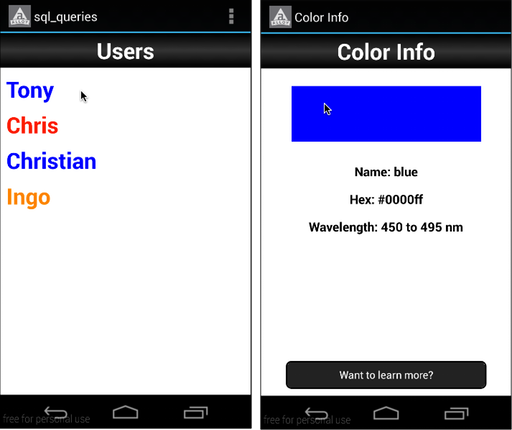 sql_queries
Users
Tony
Chris
Christian
Ingo
free for personal use
ALLOY
Color Info
Color Info
Name: blue
Hex: #0000ff
Wavelength: 450 to 495 nm
Want to learn more?
free for personal use